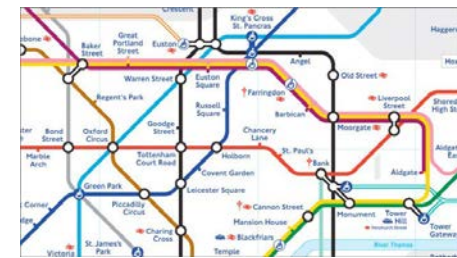 Crescent
King's Cross
St. Pancras
Haggers
Great
Portland
Street
Euston
bone
Baker
Street
Angel
Warren Street
Euston
Square
Old Street
Farringdon
Liverpool
Street
Shored
High St
Regent's Park
Russell
Square
Barbican
Moorgate
Bond
Street
Oxford
Circus
Goodge
Street
Chancery
Lane
St. Paul's
Marble
Arch
Tottenham
Court Road
Holborn
Bank
Aldgate
Covent Garden
Green Park
Leicester Square
Corner
Piccadilly
Circus
Cannon Street
Mansion House
Monument
Tower
Hill
Tower
Gateway
Charing
Cross
Blackfriars
St. James's
Park
Victoria
Temple
River Thames